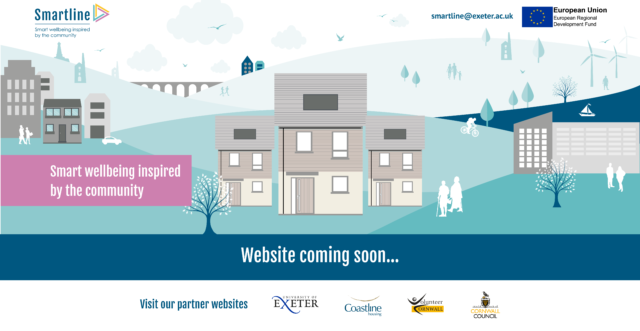 Smartline
Smart wellbeing inspired
by the community
smartline@exeter.ac.uk
European Union
European Regional
Development Fund
Smart wellbeing inspired
by the community
Website coming soon...
Visit our partner websites
UNIVERSITY OF
EXETER
Coastline
housing
Volunteer
CORNWALL
CORNWALL
COUNCIL